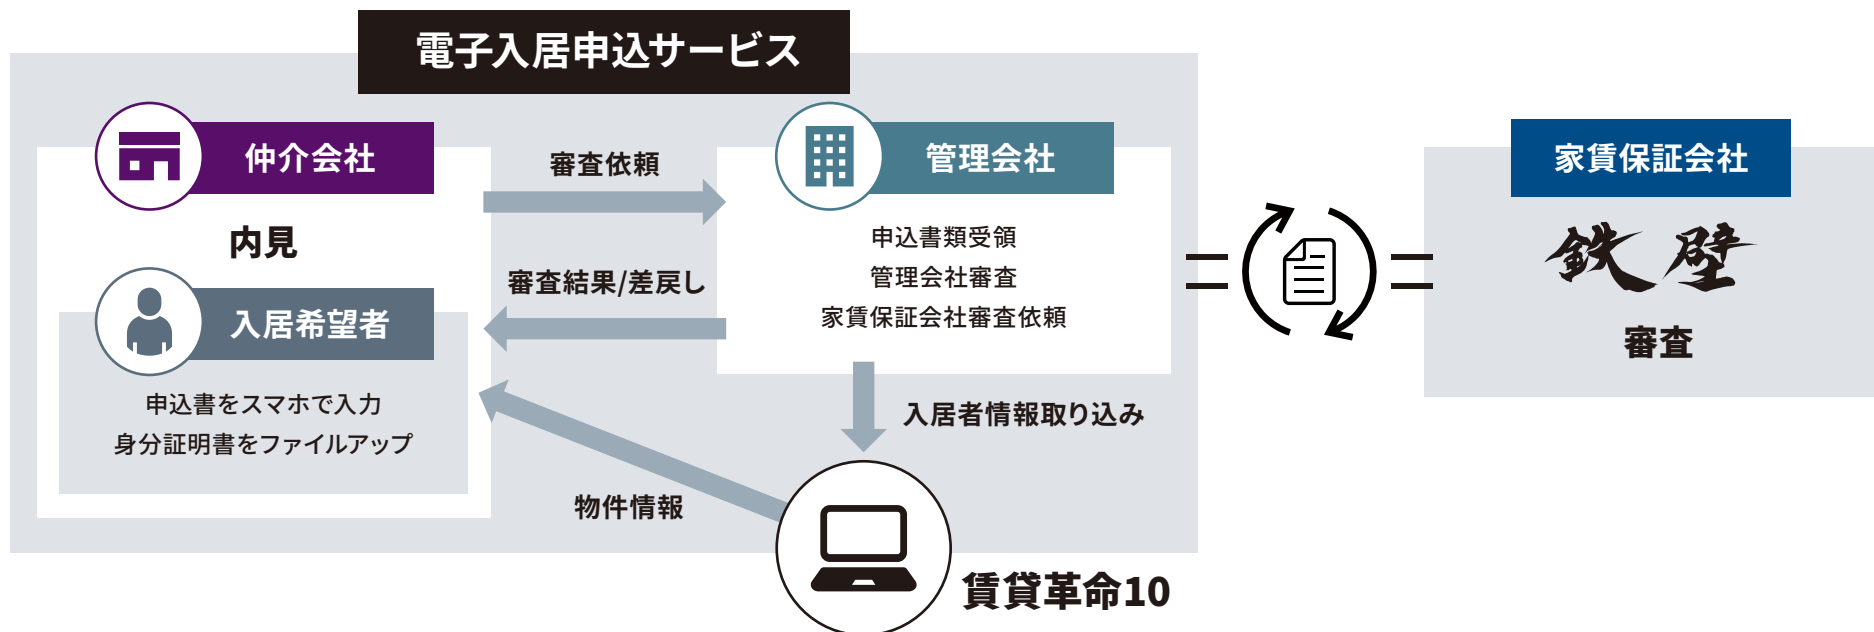 電子入居申込サービス
仲介会社
内見
入居希望者
申込書をスマホで入力
身分証明書をファイルアップ
審査依頼
審査結果/差戻し
物件情報
管理会社
申込書類受領
管理会社審査
家賃保証会社審査依頼
入居者情報取り込み
賃貸革命10
家賃保証会社
鉄壁
審査